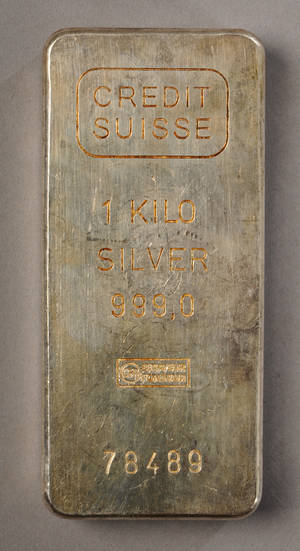 CREDIT
SUISSE
1 KILO
SILVER
999,0
78489